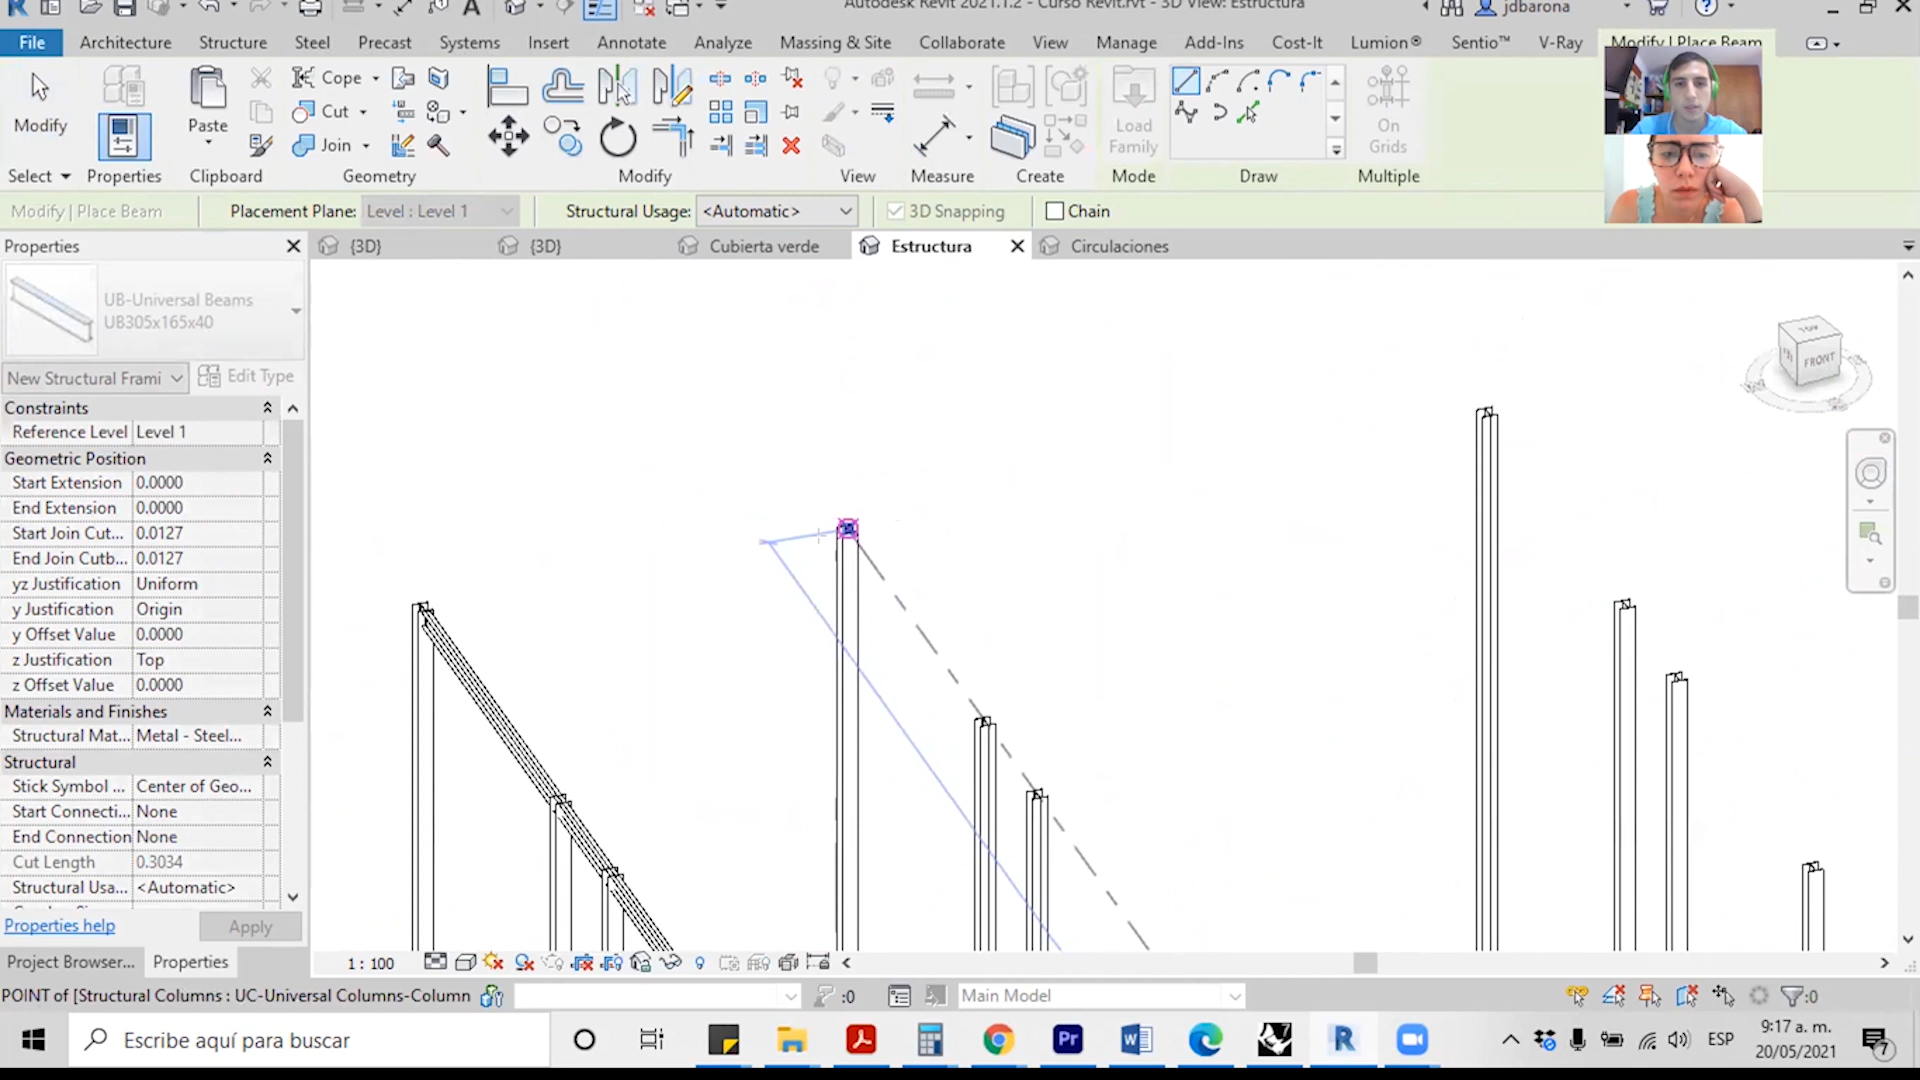 Autodesk Revit 2021.1.2 - Curso Revit.rvt - 3D View: Estructura
jdbarona
File Architecture Structure Steel Precast Systems Insert Annotate Analyze Massing & Site Collaborate View Manage Add-Ins Cost-It Lumion® Sentio™ V-Ray Modify | Place Beam
Modify
Paste
Cope
Cut
Join
Load Family
On Grids
Select Properties Clipboard Geometry Modify View Measure Create Mode Draw Multiple
Modify | Place Beam Placement Plane: Level : Level 1 Structural Usage: <Automatic> 3D Snapping Chain
Properties
{3D} {3D} Cubierta verde Estructura Circulaciones
UB-Universal Beams
UB305x165x40
New Structural Frami Edit Type
Constraints
Reference Level Level 1
Geometric Position
Start Extension 0.0000
End Extension 0.0000
Start Join Cut... 0.0127
End Join Cutb... 0.0127
yz Justification Uniform
y Justification Origin
y Offset Value 0.0000
z Justification Top
z Offset Value 0.0000
Materials and Finishes
Structural Mat... Metal - Steel...
Structural
Stick Symbol ... Center of Geo...
Start Connecti... None
End Connection None
Cut Length 0.3034
Structural Usa... <Automatic>
Properties help Apply
Project Browser... Properties
TOP
FRONT
1 : 100
POINT of [Structural Columns : UC-Universal Columns-Column :0 Main Model :0
Escribe aquí para buscar
Pr
ESP
9:17 a. m.
20/05/2021
7